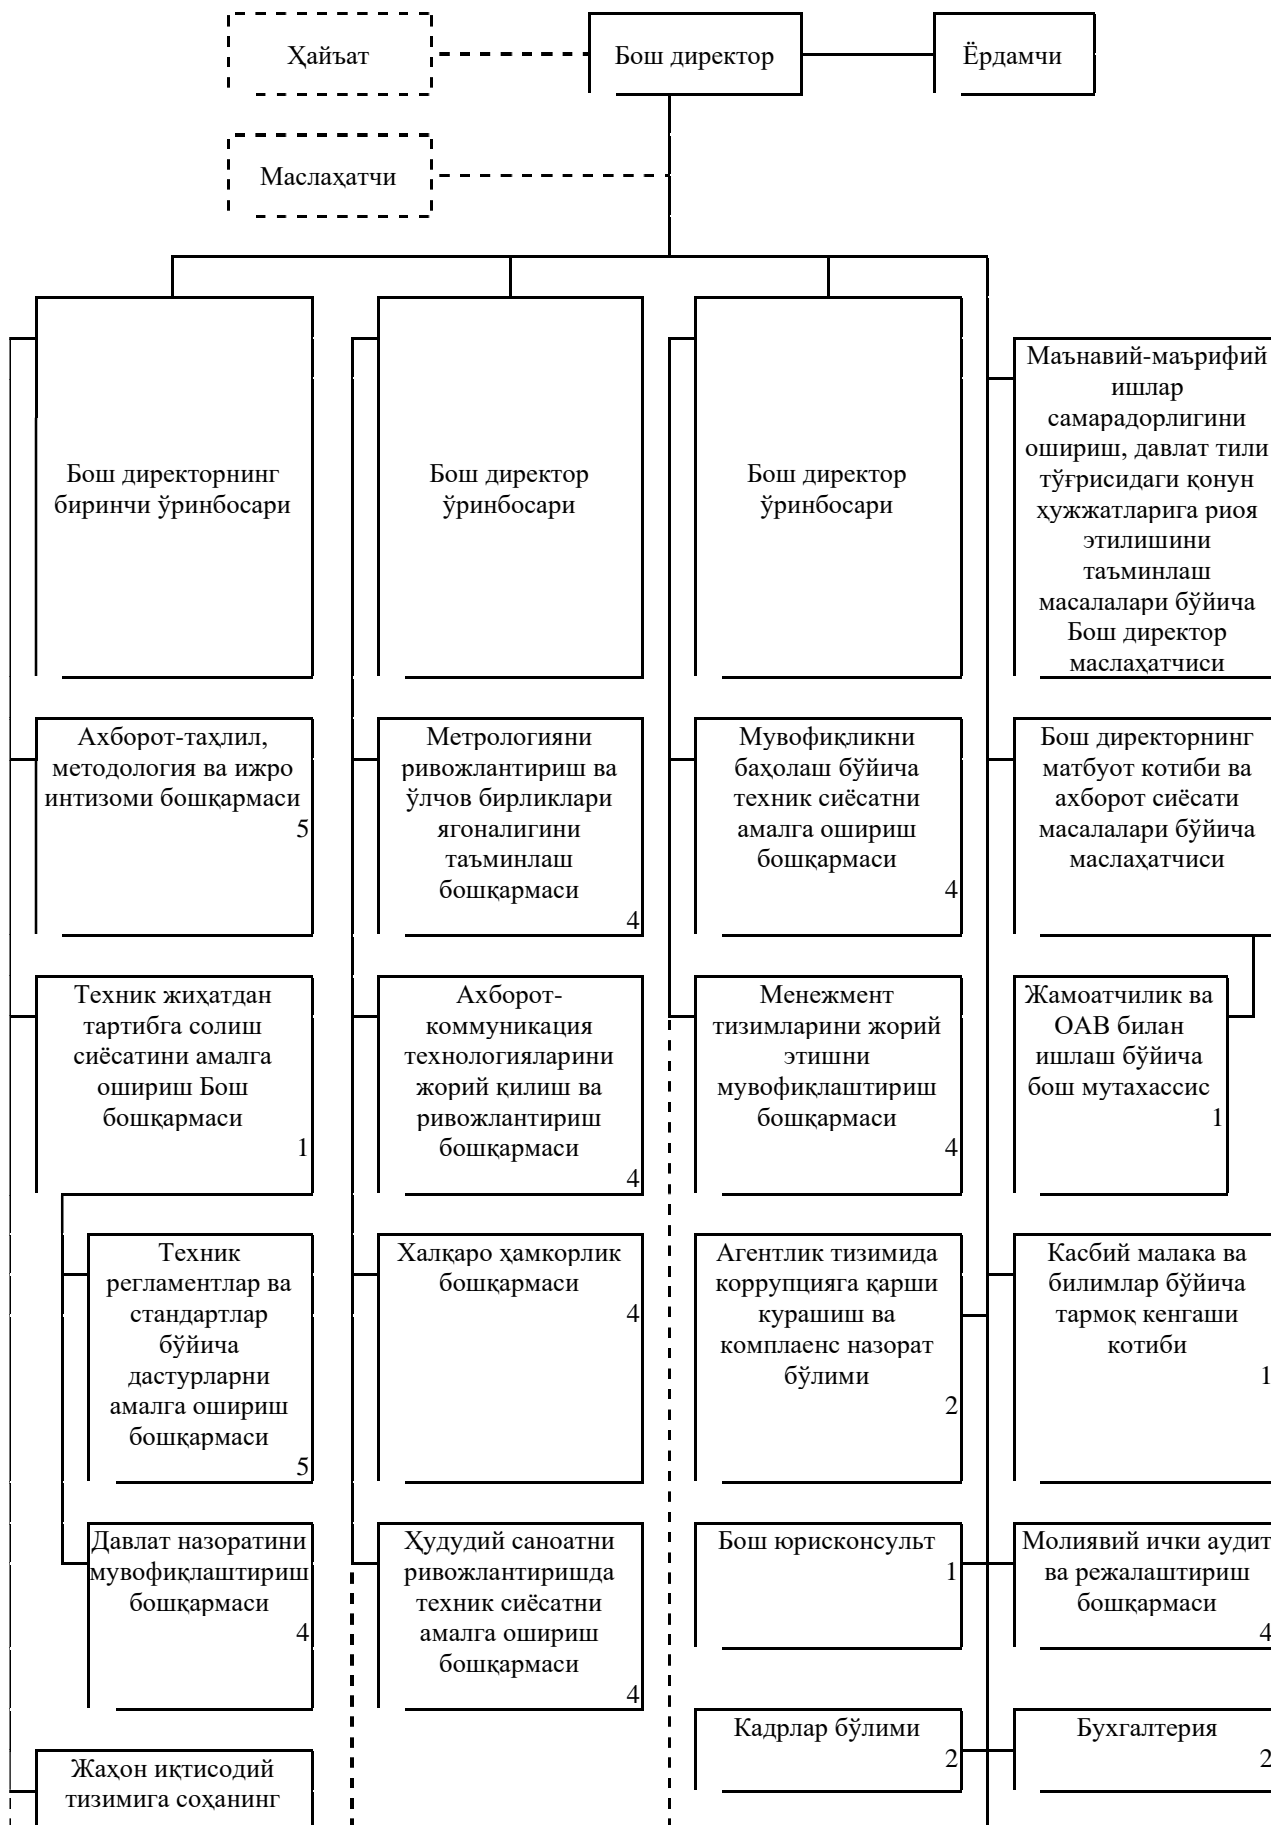 Ҳайъат
Бош директор
Ёрдамчи
Маслаҳатчи
Бош директорнинг
биринчи ўринбосари
Бош директор
ўринбосари
Бош директор
ўринбосари
Маънавий-маърифий
ишлар
самарадорлигини
ошириш, давлат тили
тўғрисидаги қонун
ҳужжатларига риоя
этилишини
таъминлаш
масалалари бўйича
Бош директор
маслаҳатчиси
Ахборот-таҳлил,
методология ва ижро
интизоми бошқармаси
5
Метрологияни
ривожлантириш ва
ўлчов бирликлари
ягоналигини
таъминлаш
бошқармаси
4
Мувофиқликни
баҳолаш бўйича
техник сиёсатни
амалга ошириш
бошқармаси
4
Бош директорнинг
матбуот котиби ва
ахборот сиёсати
масалалари бўйича
маслаҳатчиси
Техник жиҳатдан
тартибга солиш
сиёсатини амалга
ошириш Бош
бошқармаси
1
Ахборот-
коммуникация
технологияларини
жорий қилиш ва
ривожлантириш
бошқармаси
4
Менежмент
тизимларини жорий
этишни
мувофиқлаштириш
бошқармаси
4
Жамоатчилик ва
ОАВ билан
ишлаш бўйича
бош мутахассис
1
Техник
регламентлар ва
стандартлар
бўйича
дастурларни
амалга ошириш
бошқармаси
5
Халқаро ҳамкорлик
бошқармаси
4
Агентлик тизимида
коррупцияга қарши
курашиш ва
комплаенс назорат
бўлими
2
Касбий малака ва
билимлар бўйича
тармоқ кенгаши
котиби
1
Давлат назоратини
мувофиқлаштириш
бошқармаси
4
Ҳудудий саноатни
ривожлантиришда
техник сиёсатни
амалга ошириш
бошқармаси
4
Бош юрисконсульт
1
Молиявий ички аудит
ва режалаштириш
бошқармаси
4
Кадрлар бўлими
2
Бухгалтерия
2
Жаҳон иқтисодий
тизимига соҳанинг